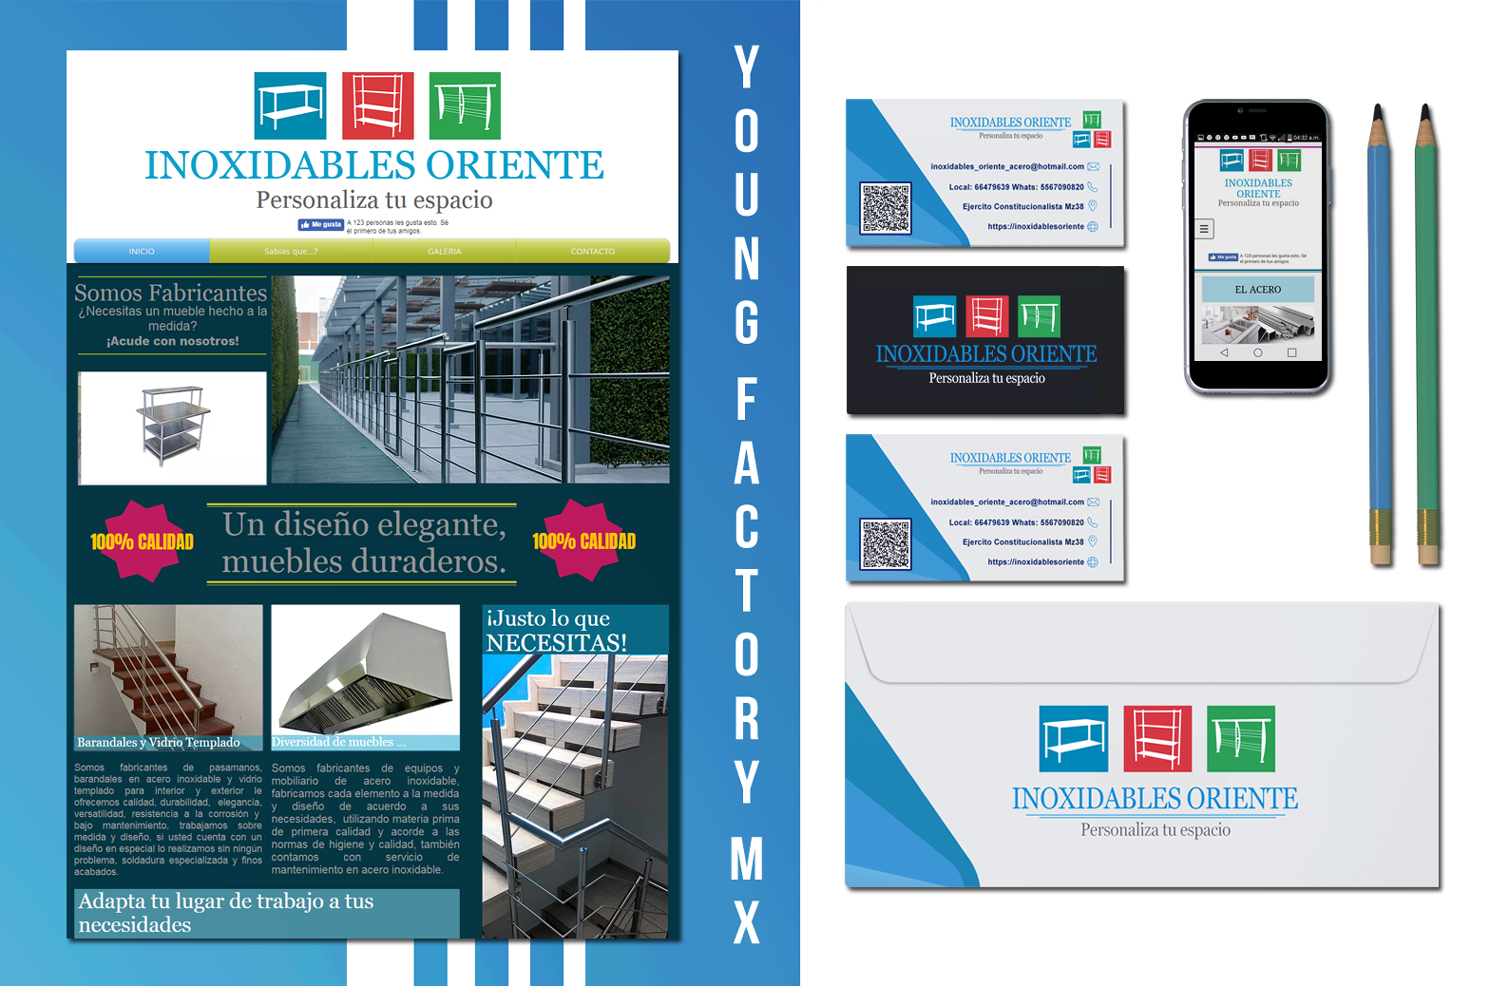 INOXIDABLES ORIENTE
Personaliza tu espacio
Me gusta
A 123 personas les gusta esto. Sé
el primero de tus amigos.
INICIO
Sabias que...?
GALERIA
CONTACTO
Somos Fabricantes
¿Necesitas un mueble hecho a la
medida?
¡Acude con nosotros!
100% CALIDAD
Un diseño elegante,
muebles duraderos.
100% CALIDAD
Barandales y Vidrio Templado
Somos fabricantes de pasamanos,
barandales en acero inoxidable y vidrio
templado para interior y exterior le
ofrecemos calidad, durabilidad, elegancia,
versatilidad, resistencia a la corrosión y
bajo mantenimiento, trabajamos sobre
medida y diseño, si usted cuenta con un
diseño en especial lo realizamos sin ningún
problema, soldadura especializada y finos
acabados.
Diversidad de muebles ...
Somos fabricantes de equipos y
mobiliario de acero inoxidable,
fabricamos cada elemento a la medida
y diseño de acuerdo a sus
necesidades, utilizando materia prima
de primera calidad y acorde a las
normas de higiene y calidad, también
contamos con servicio de
mantenimiento en acero inoxidable.
¡Justo lo que
NECESITAS!
Adapta tu lugar de trabajo a tus
necesidades
YOUNG FACTORY MX
INOXIDABLES ORIENTE
Personaliza tu espacio
inoxidables_oriente_acero@hotmail.com
Local: 66479639 Whats: 5567090820
Ejercito Constitucionalista Mz38
https://inoxidablesoriente
INOXIDABLES ORIENTE
Personaliza tu espacio
INOXIDABLES ORIENTE
Personaliza tu espacio
inoxidables_oriente_acero@hotmail.com
Local: 66479639 Whats: 5567090820
Ejercito Constitucionalista Mz38
https://inoxidablesoriente
04:32 a.m.
INOXIDABLES
ORIENTE
Personaliza tu espacio
Me gusta
A 123 personas les gusta esto. Sé
el primero de tus amigos.
EL ACERO
INOXIDABLES ORIENTE
Personaliza tu espacio